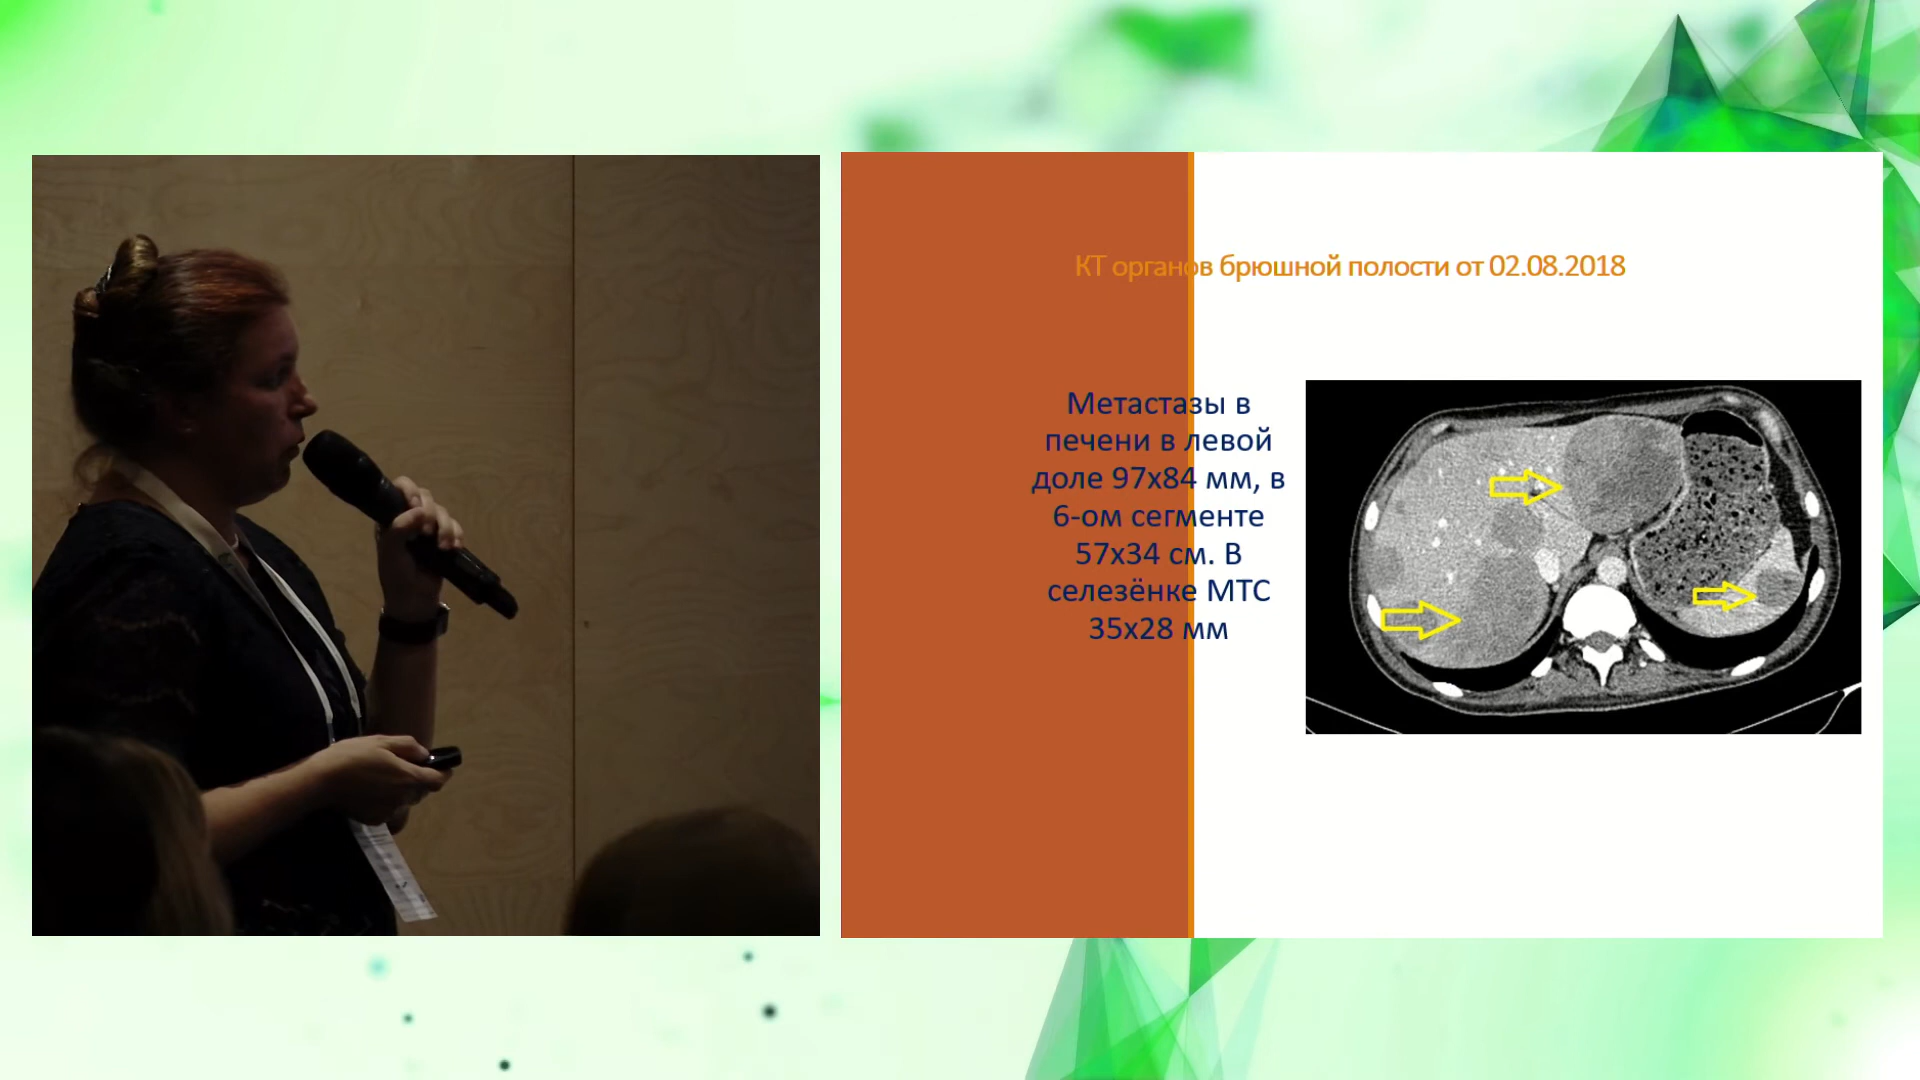 КТ органов брюшной полости от 02.08.2018
Метастазы в
печени в левой
доле 97х84 мм, в
6-ом сегменте
57х34 см. В
селезёнке МТС
35х28 мм